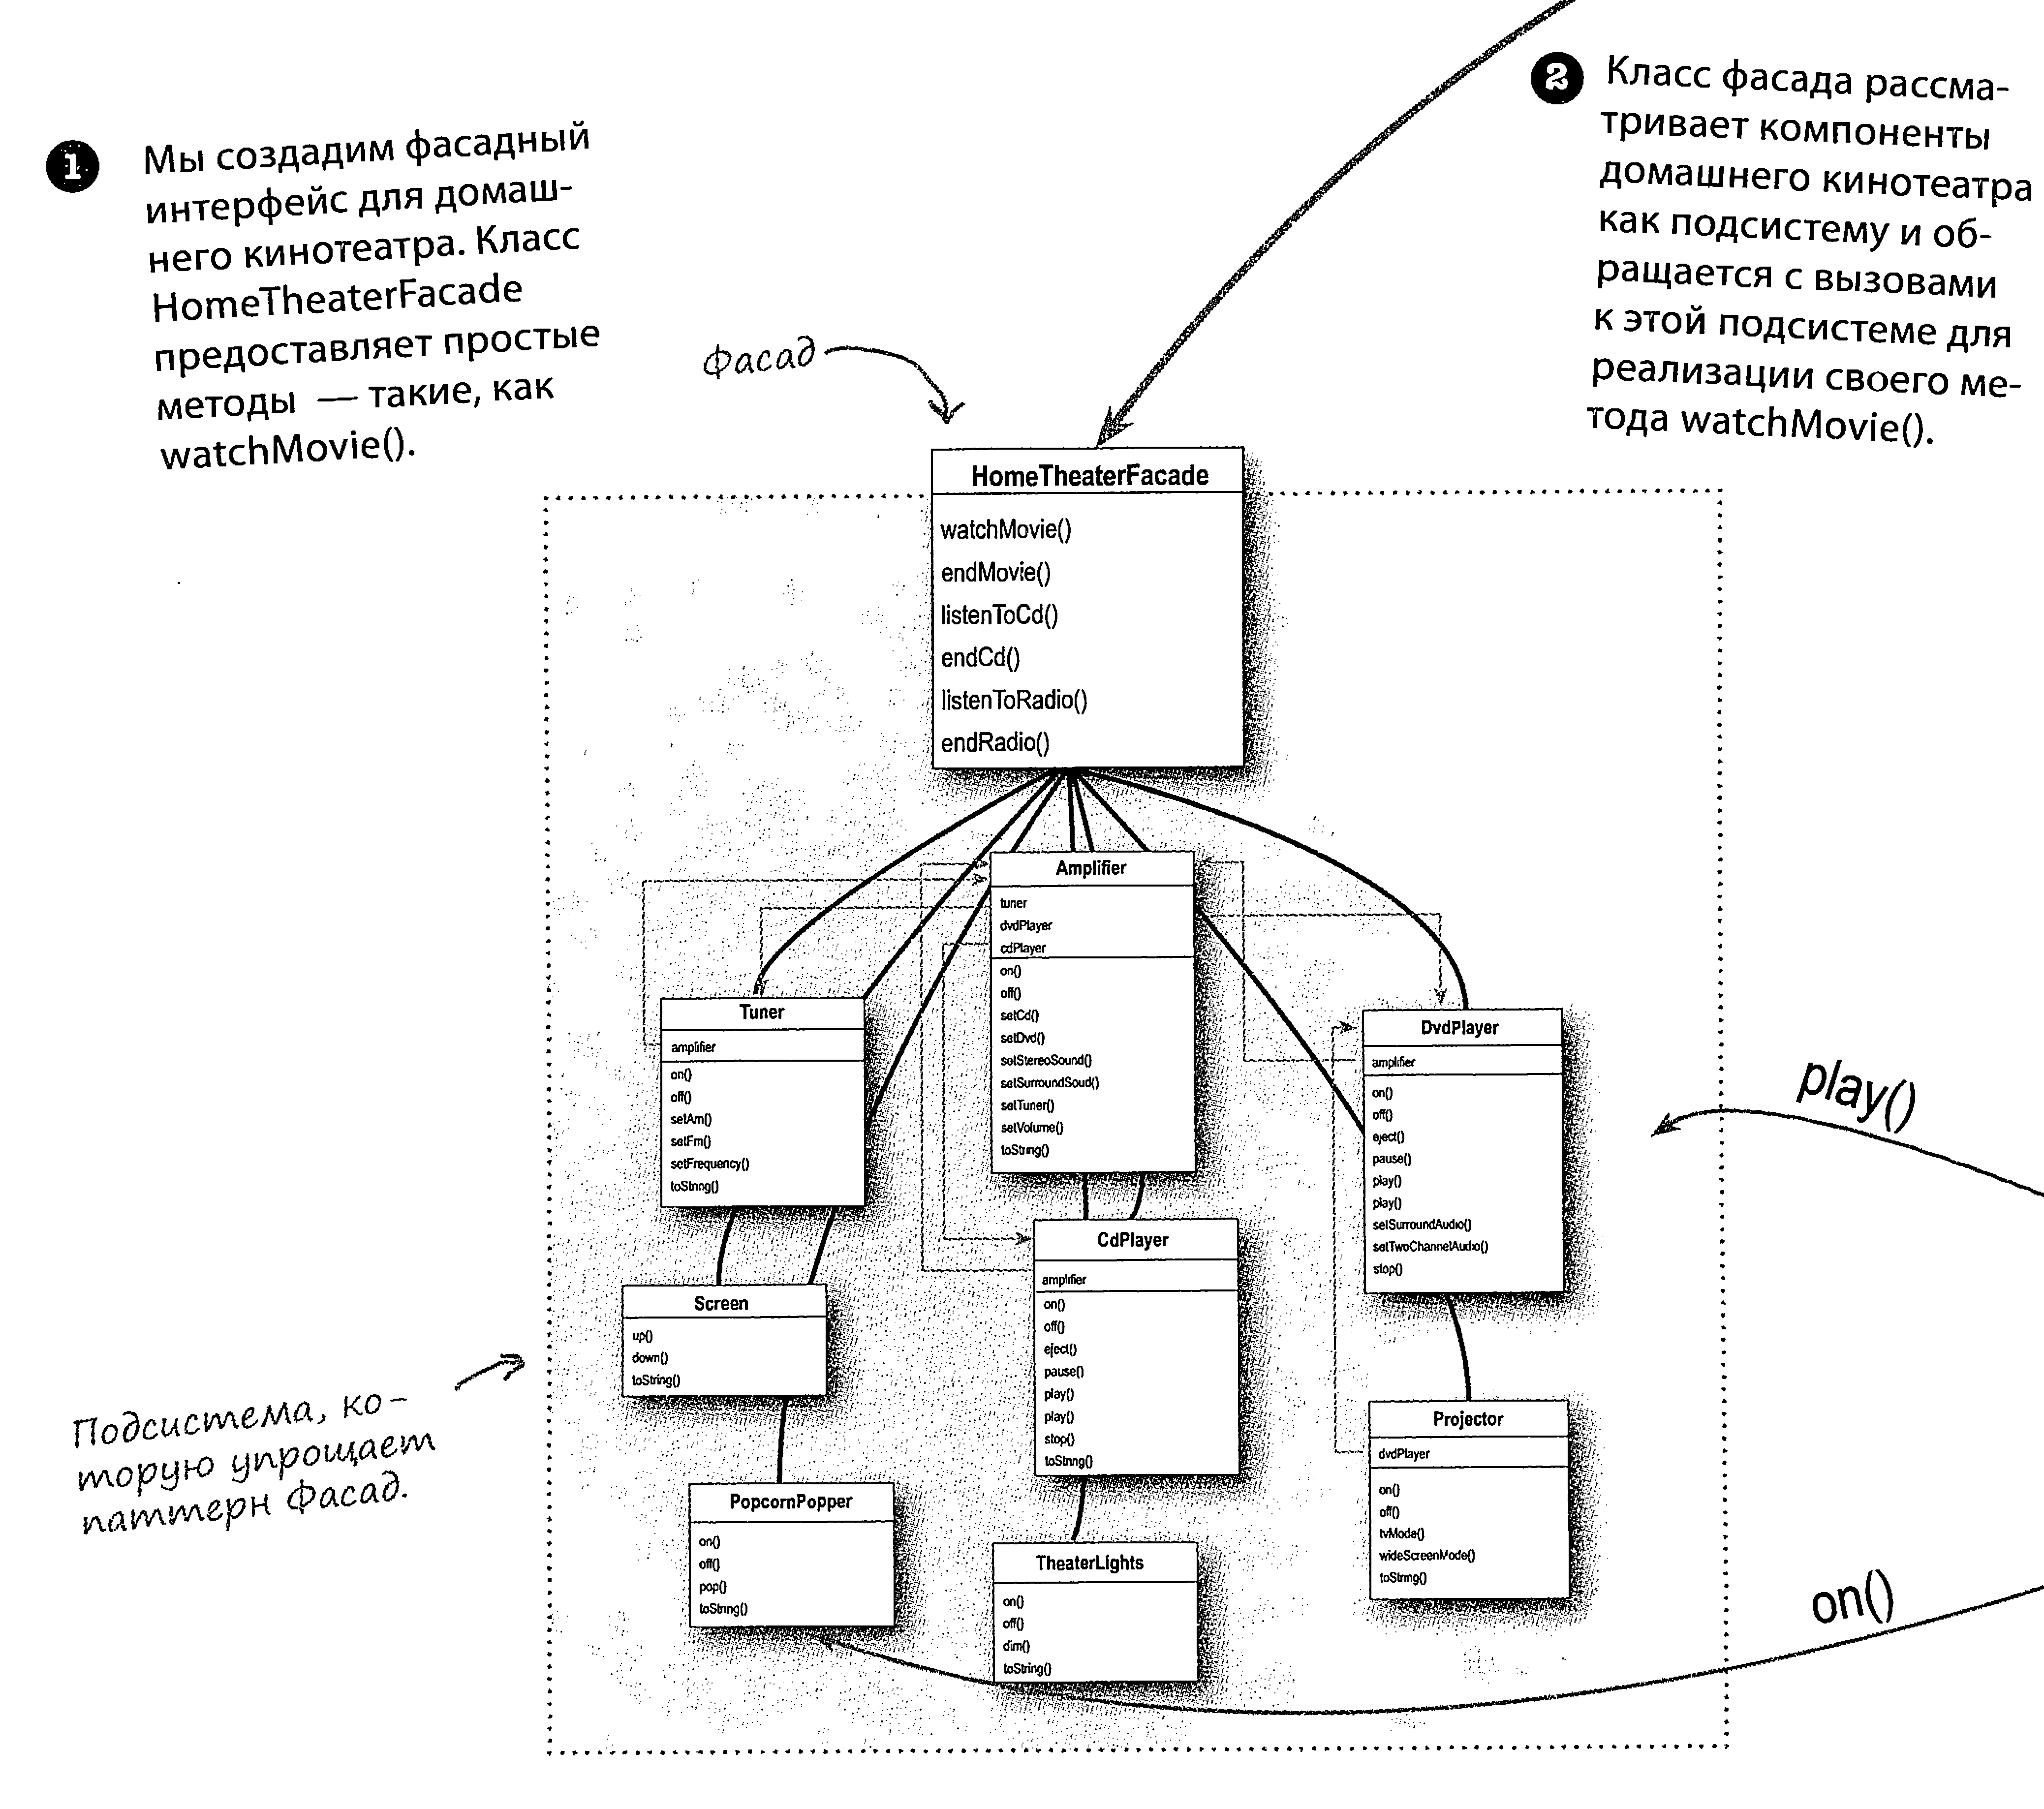 1
Мы создадим фасадный
интерфейс для домаш-
него кинотеатра. Класс
HomeTheaterFacade
предоставляет простые
методы — такие, как
watchMovie().
2
Класс фасада рассма-
тривает компоненты
домашнего кинотеатра
как подсистему и об-
ращается с вызовами
к этой подсистеме для
реализации своего ме-
тода watchMovie().
Фасад
HomeTheaterFacade
watchMovie()
endMovie()
listenToCd()
endCd()
listenToRadio()
endRadio()
Amplifier
tuner
dvdPlayer
cdPlayer
on()
off()
setCd()
setDvd()
setStereoSound()
setSurroundSoud()
setTuner()
setVolume()
toString()
Tuner
amplifier
on()
off()
setAm()
setFm()
setFrequency()
toString()
DvdPlayer
amplifier
on()
off()
eject()
pause()
play()
play()
setSurroundAudio()
setTwoChannelAudio()
stop()
play()
Screen
up()
down()
toString()
CdPlayer
amplifier
on()
off()
eject()
pause()
play()
play()
stop()
toString()
Подсистема, ко-
торую упрощает
паттерн Фасад.
PopcornPopper
on()
off()
pop()
toString()
TheaterLights
on()
off()
dim()
toString()
Projector
dvdPlayer
on()
off()
tvMode()
wideScreenMode()
toString()
on()